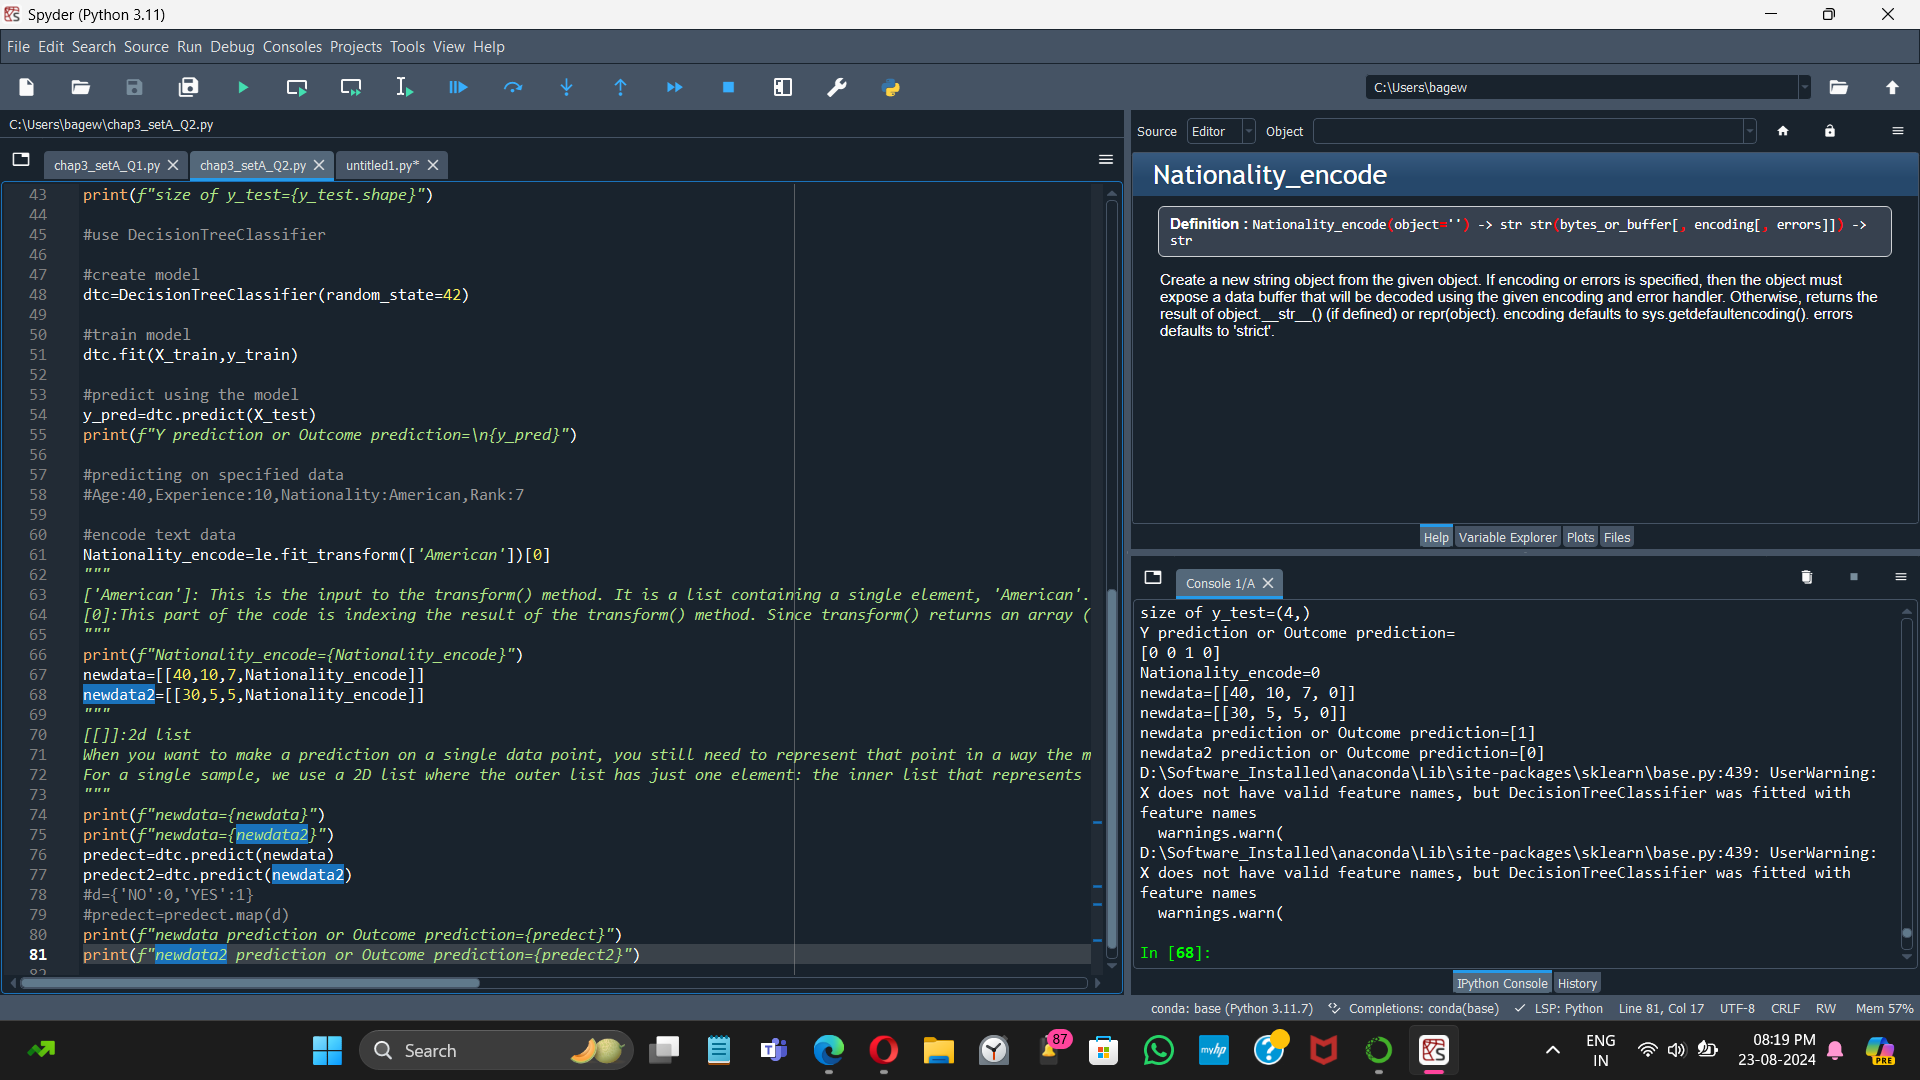 Spyder (Python 3.11)
File Edit Search Source Run Debug Consoles Projects Tools View Help
C:\Users\bagew
C:\Users\bagew\chap3_setA_Q2.py
chap3_setA_Q1.py chap3_setA_Q2.py untitled1.py*
43 print(f"size of y_test={y_test.shape}")
44
45 #use DecisionTreeClassifier
46
47 #create model
48 dtc=DecisionTreeClassifier(random_state=42)
49
50 #train model
51 dtc.fit(X_train,y_train)
52
53 #predict using the model
54 y_pred=dtc.predict(X_test)
55 print(f"Y prediction or Outcome prediction=\n{y_pred}")
56
57 #predicting on specified data
58 #Age:40,Experience:10,Nationality:American,Rank:7
59
60 #encode text data
61 Nationality_encode=le.fit_transform(['American'])[0]
62 """
63 ['American']: This is the input to the transform() method. It is a list containing a single element, 'American'.
64 [0]:This part of the code is indexing the result of the transform() method. Since transform() returns an array (
65 """
66 print(f"Nationality_encode={Nationality_encode}")
67 newdata=[[40,10,7,Nationality_encode]]
68 newdata2=[[30,5,5,Nationality_encode]]
69 """
70 [[]]:2d list
71 When you want to make a prediction on a single data point, you still need to represent that point in a way the m
72 For a single sample, we use a 2D list where the outer list has just one element: the inner list that represents
73 """
74 print(f"newdata={newdata}")
75 print(f"newdata={newdata2}")
76 predect=dtc.predict(newdata)
77 predect2=dtc.predict(newdata2)
78 #d={'NO':0,'YES':1}
79 #predect=predect.map(d)
80 print(f"newdata prediction or Outcome prediction={predect}")
81 print(f"newdata2 prediction or Outcome prediction={predect2}")
82
Source Editor Object
Nationality_encode
Definition : Nationality_encode(object='') -> str str(bytes_or_buffer[, encoding[, errors]]) ->
str
Create a new string object from the given object. If encoding or errors is specified, then the object must
expose a data buffer that will be decoded using the given encoding and error handler. Otherwise, returns the
result of object.__str__() (if defined) or repr(object). encoding defaults to sys.getdefaultencoding(). errors
defaults to 'strict'.
Help Variable Explorer Plots Files
Console 1/A
size of y_test=(4,)
Y prediction or Outcome prediction=
[0 0 1 0]
Nationality_encode=0
newdata=[[40, 10, 7, 0]]
newdata=[[30, 5, 5, 0]]
newdata prediction or Outcome prediction=[1]
newdata2 prediction or Outcome prediction=[0]
D:\Software_Installed\anaconda\Lib\site-packages\sklearn\base.py:439: UserWarning:
X does not have valid feature names, but DecisionTreeClassifier was fitted with
feature names
warnings.warn(
D:\Software_Installed\anaconda\Lib\site-packages\sklearn\base.py:439: UserWarning:
X does not have valid feature names, but DecisionTreeClassifier was fitted with
feature names
warnings.warn(
In [68]:
IPython Console History
conda: base (Python 3.11.7) Completions: conda(base) LSP: Python Line 81, Col 17 UTF-8 CRLF RW Mem 57%
Search
myhp
87
ENG
IN
08:19 PM
23-08-2024
PRE